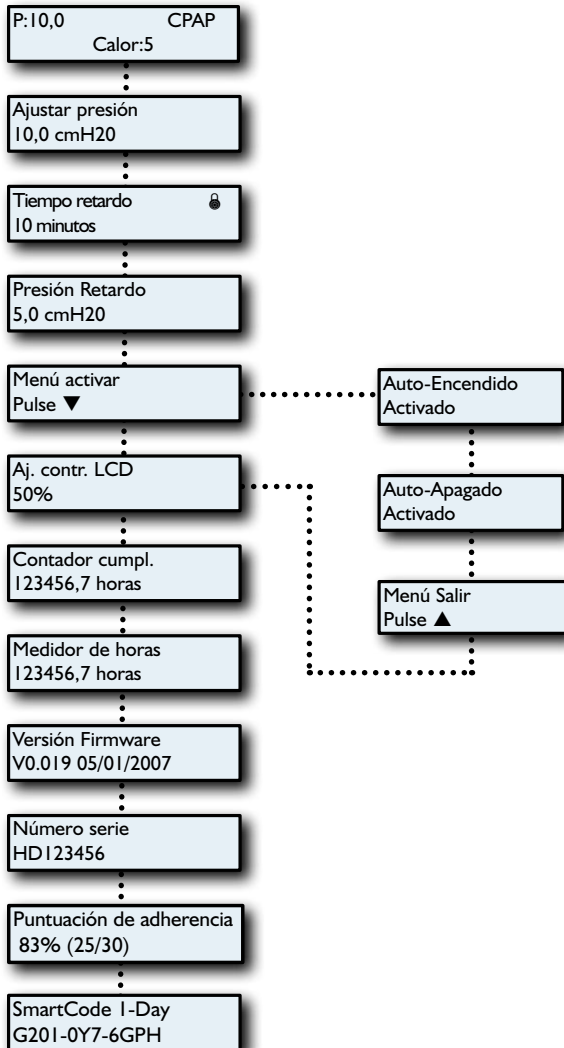 P:10,0 CPAP
Calor:5
Ajustar presión
10,0 cmH20
Tiempo retardo
10 minutos
Presión Retardo
5,0 cmH20
Menú activar
Pulse ▼
Auto-Encendido
Activado
Aj. contr. LCD
50%
Auto-Apagado
Activado
Contador cumpl.
123456,7 horas
Menú Salir
Pulse ▲
Medidor de horas
123456,7 horas
Versión Firmware
V0.019 05/01/2007
Número serie
HD123456
Puntuación de adherencia
83% (25/30)
SmartCode 1-Day
G201-0Y7-6GPH